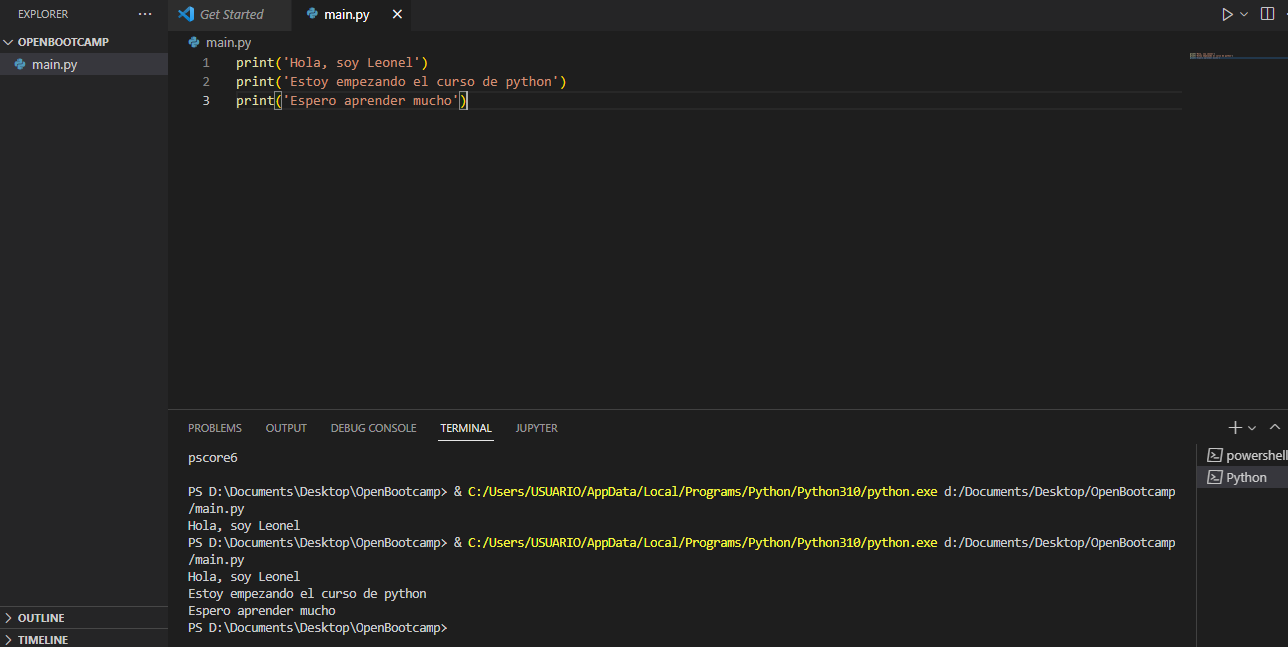 EXPLORER ···
OPENBOOTCAMP
main.py
Get Started main.py
main.py
1 print('Hola, soy Leonel')
2 print('Estoy empezando el curso de python')
3 print('Espero aprender mucho')
PROBLEMS OUTPUT DEBUG CONSOLE TERMINAL JUPYTER
pscore6
PS D:\Documents\Desktop\OpenBootcamp> & C:/Users/USUARIO/AppData/Local/Programs/Python/Python310/python.exe d:/Documents/Desktop/OpenBootcamp
/main.py
Hola, soy Leonel
PS D:\Documents\Desktop\OpenBootcamp> & C:/Users/USUARIO/AppData/Local/Programs/Python/Python310/python.exe d:/Documents/Desktop/OpenBootcamp
/main.py
Hola, soy Leonel
Estoy empezando el curso de python
Espero aprender mucho
PS D:\Documents\Desktop\OpenBootcamp>
powershell
Python
OUTLINE
TIMELINE